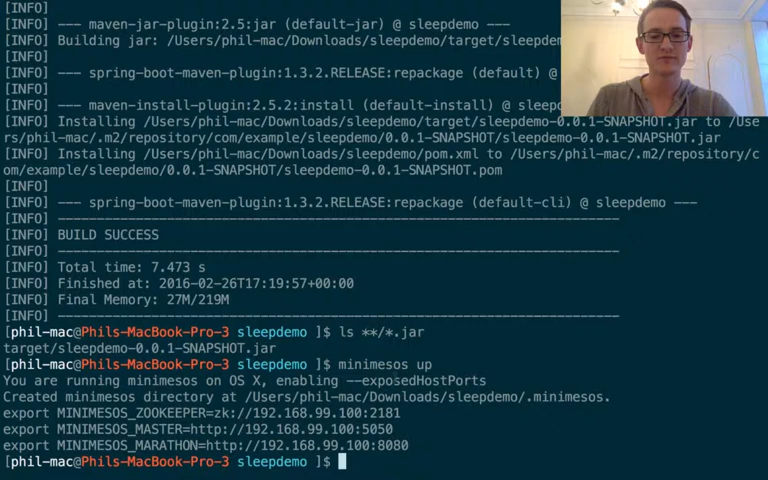 [INFO]
[INFO] --- maven-jar-plugin:2.5:jar (default-jar) @ sleepdemo ---
[INFO] Building jar: /Users/phil-mac/Downloads/sleepdemo/target/sleepdem
[INFO]
[INFO] --- spring-boot-maven-plugin:1.3.2.RELEASE:repackage (default) @
[INFO]
[INFO] --- maven-install-plugin:2.5.2:install (default-install) @ sleepd
[INFO] Installing /Users/phil-mac/Downloads/sleepdemo/target/sleepdemo-0.0.1-SNAPSHOT.jar to /Use
rs/phil-mac/.m2/repository/com/example/sleepdemo/0.0.1-SNAPSHOT/sleepdemo-0.0.1-SNAPSHOT.jar
[INFO] Installing /Users/phil-mac/Downloads/sleepdemo/pom.xml to /Users/phil-mac/.m2/repository/c
om/example/sleepdemo/0.0.1-SNAPSHOT/sleepdemo-0.0.1-SNAPSHOT.pom
[INFO]
[INFO] --- spring-boot-maven-plugin:1.3.2.RELEASE:repackage (default-cli) @ sleepdemo ---
[INFO] ------------------------------------------------------------------------
[INFO] BUILD SUCCESS
[INFO] ------------------------------------------------------------------------
[INFO] Total time: 7.473 s
[INFO] Finished at: 2016-02-26T17:19:57+00:00
[INFO] Final Memory: 27M/219M
[INFO] ------------------------------------------------------------------------
[phil-mac@Phils-MacBook-Pro-3 sleepdemo ]$ ls **/*.jar
target/sleepdemo-0.0.1-SNAPSHOT.jar
[phil-mac@Phils-MacBook-Pro-3 sleepdemo ]$ minimesos up
You are running minimesos on OS X, enabling --exposedHostPorts
Created minimesos directory at /Users/phil-mac/Downloads/sleepdemo/.minimesos.
export MINIMESOS_ZOOKEEPER=zk://192.168.99.100:2181
export MINIMESOS_MASTER=http://192.168.99.100:5050
export MINIMESOS_MARATHON=http://192.168.99.100:8080
[phil-mac@Phils-MacBook-Pro-3 sleepdemo ]$